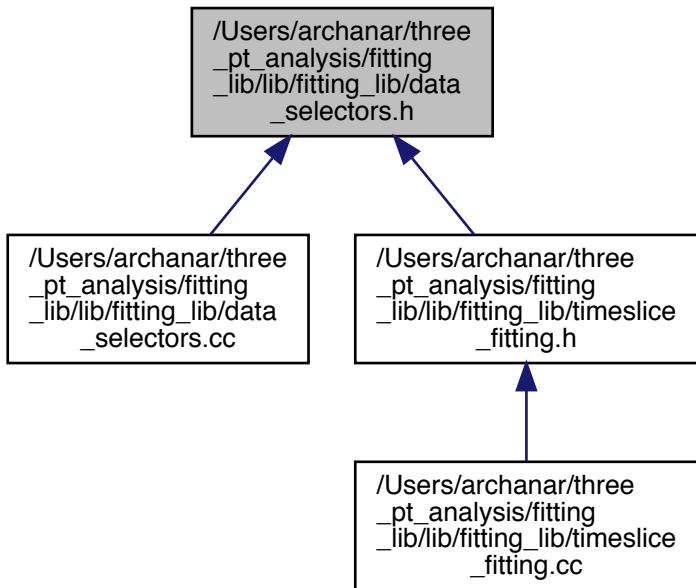 /Users/archanar/three
_pt_analysis/fitting
_lib/lib/fitting_lib/data
_selectors.h
/Users/archanar/three
_pt_analysis/fitting
_lib/lib/fitting_lib/data
_selectors.cc
/Users/archanar/three
_pt_analysis/fitting
_lib/lib/fitting_lib/timeslice
_fitting.h
/Users/archanar/three
_pt_analysis/fitting
_lib/lib/fitting_lib/timeslice
_fitting.cc